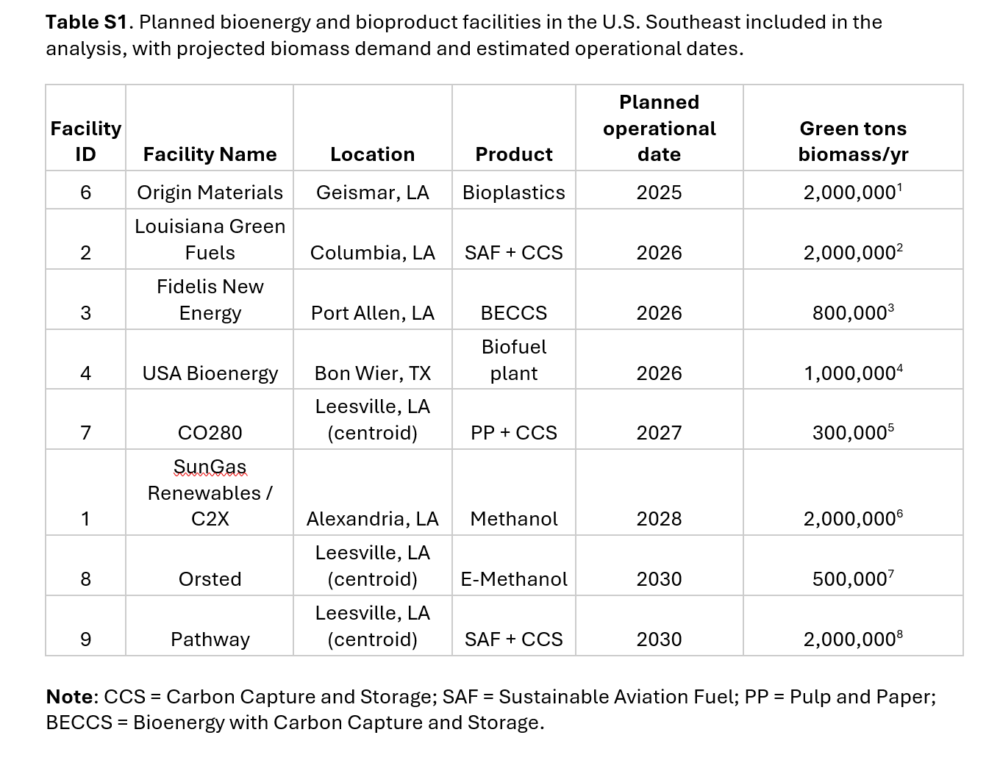 Table S1. Planned bioenergy and bioproduct facilities in the U.S. Southeast included in the
analysis, with projected biomass demand and estimated operational dates.
Facility ID | Facility Name | Location | Product | Planned operational date | Green tons biomass/yr
6 | Origin Materials | Geismar, LA | Bioplastics | 2025 | 2,000,000¹
2 | Louisiana Green Fuels | Columbia, LA | SAF + CCS | 2026 | 2,000,000²
3 | Fidelis New Energy | Port Allen, LA | BECCS | 2026 | 800,000³
4 | USA Bioenergy | Bon Wier, TX | Biofuel plant | 2026 | 1,000,000⁴
7 | CO280 | Leesville, LA (centroid) | PP + CCS | 2027 | 300,000⁵
1 | SunGas Renewables / C2X | Alexandria, LA | Methanol | 2028 | 2,000,000⁶
8 | Orsted | Leesville, LA (centroid) | E-Methanol | 2030 | 500,000⁷
9 | Pathway | Leesville, LA (centroid) | SAF + CCS | 2030 | 2,000,000⁸
Note: CCS = Carbon Capture and Storage; SAF = Sustainable Aviation Fuel; PP = Pulp and Paper;
BECCS = Bioenergy with Carbon Capture and Storage.